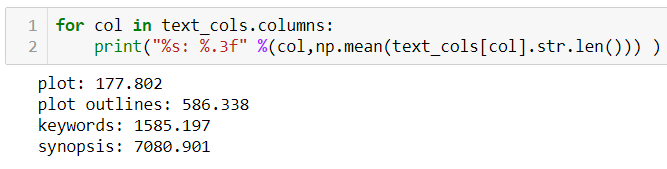 1 for col in text_cols.columns:
2     print("%s: %.3f" %(col,np.mean(text_cols[col].str.len())) )
plot: 177.802
plot outlines: 586.338
keywords: 1585.197
synopsis: 7080.901